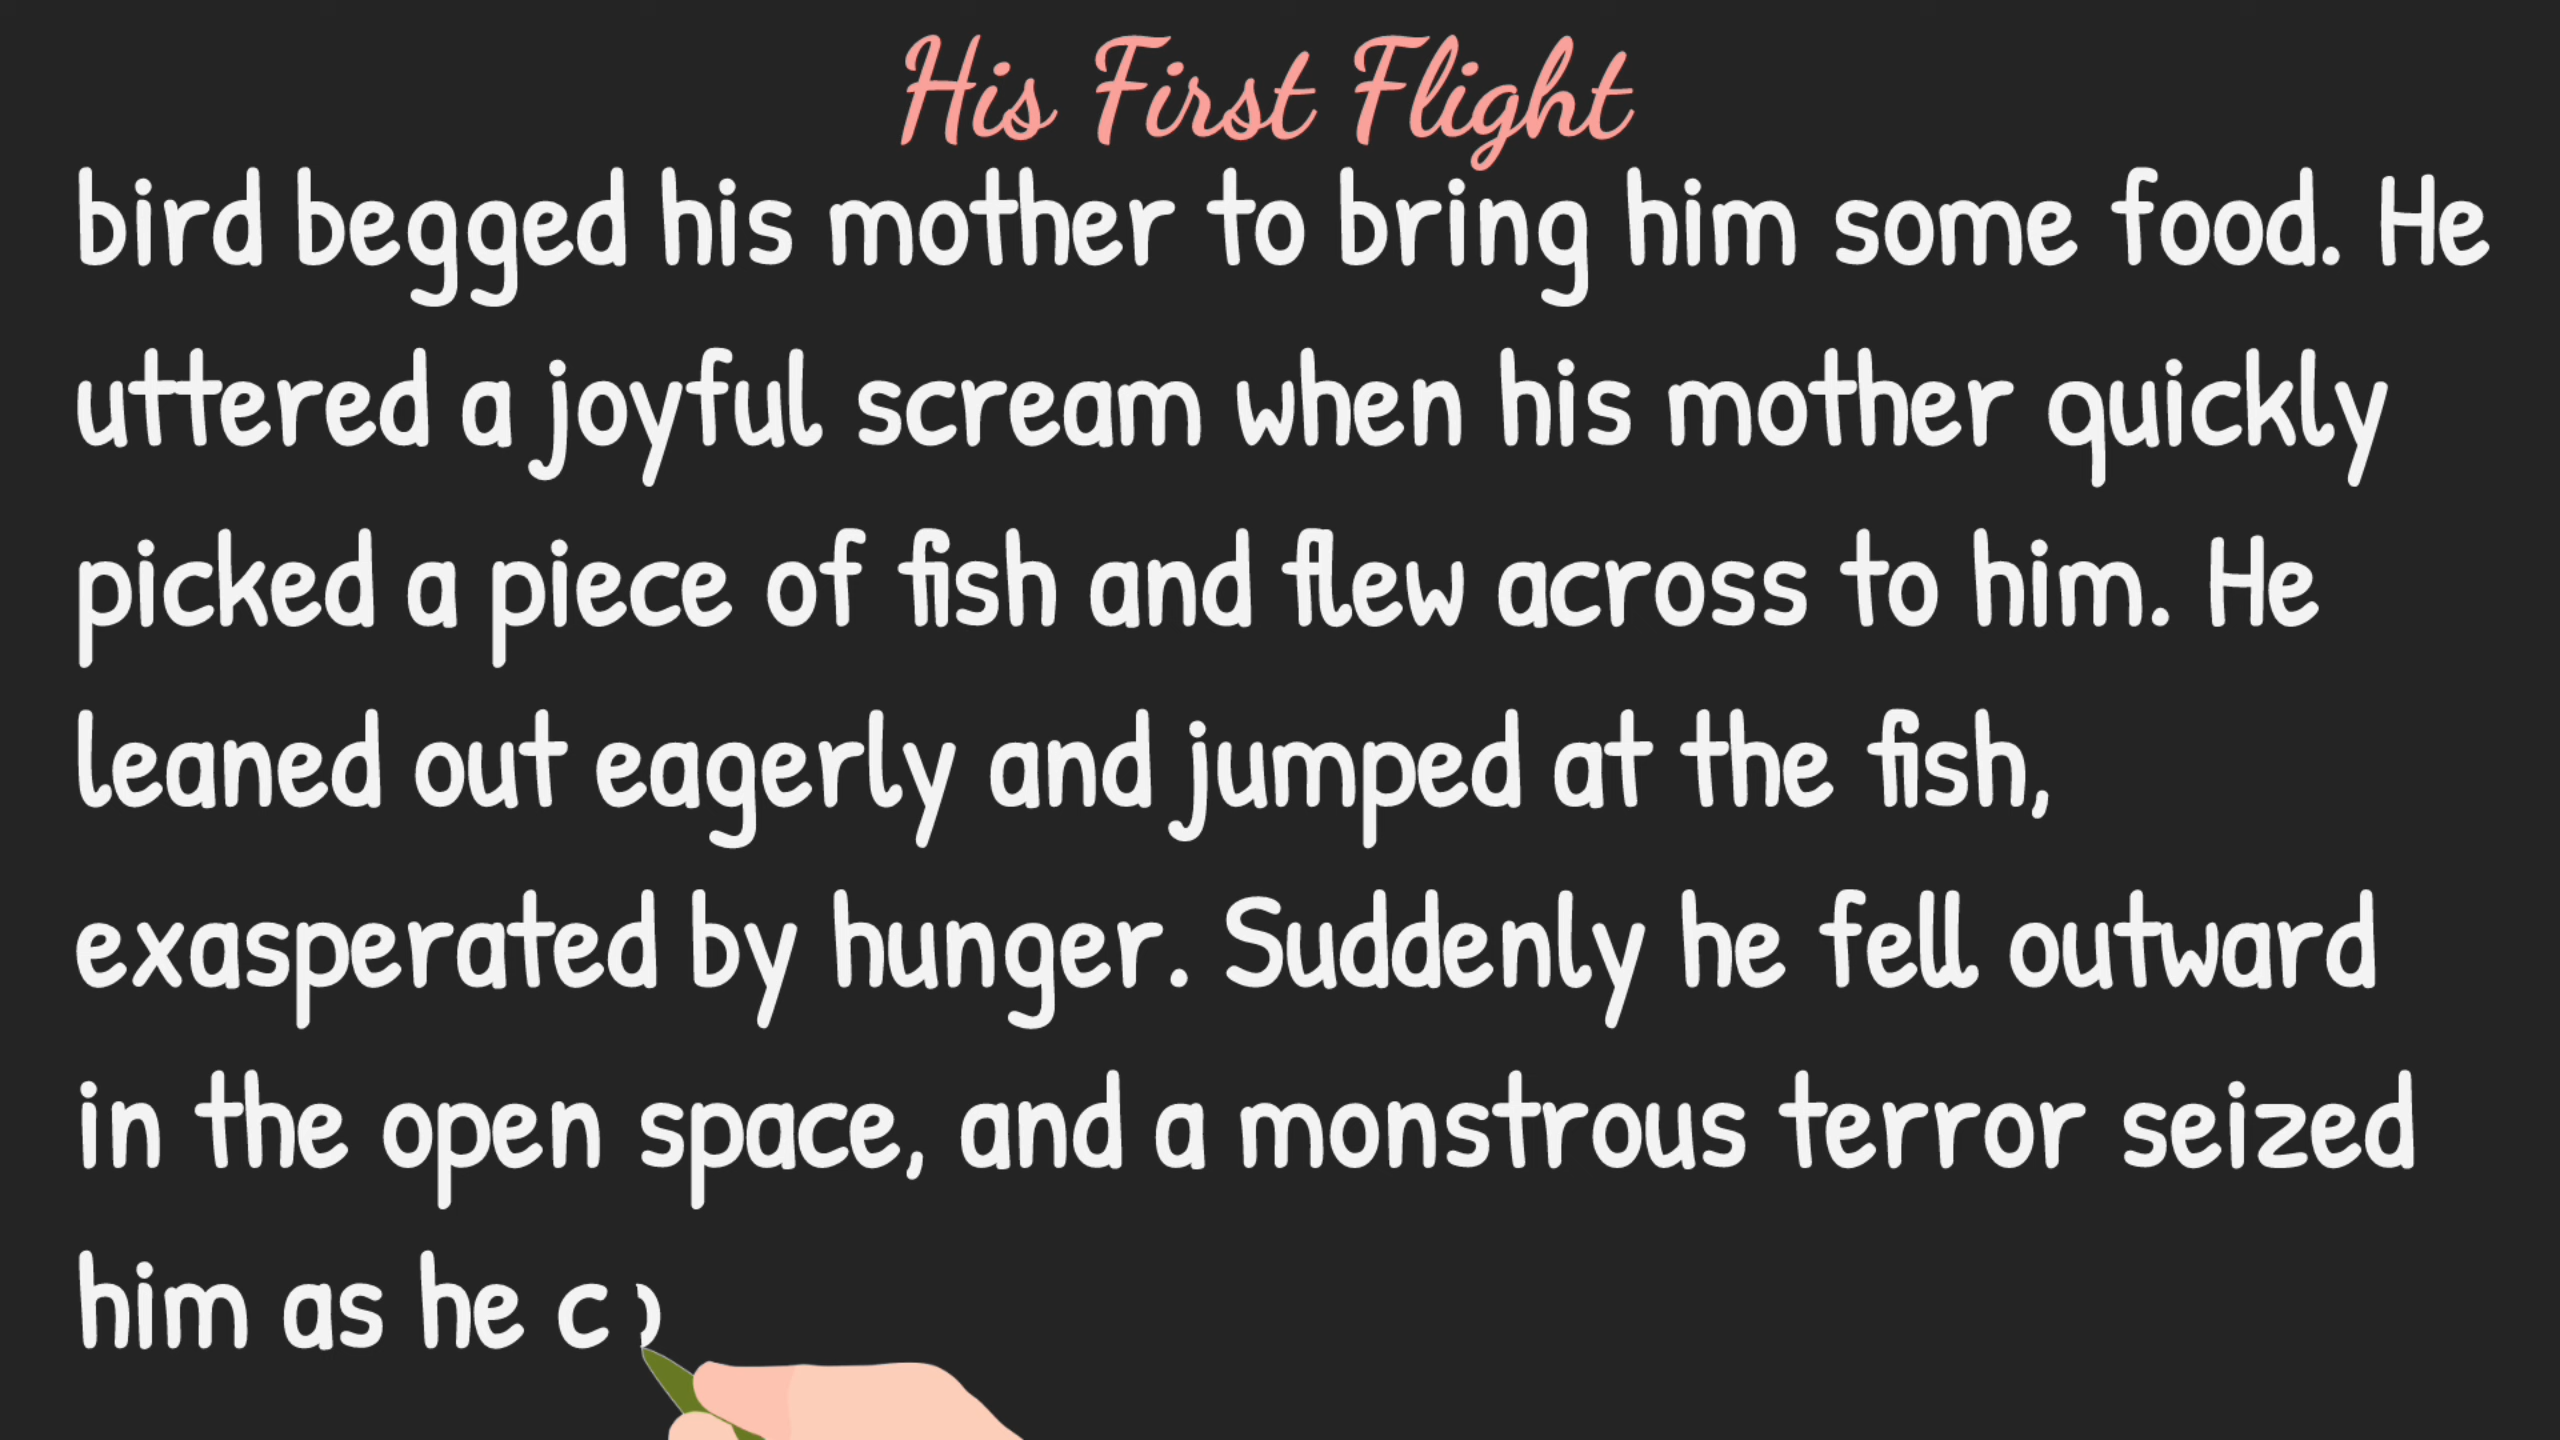 His First Flight
bird begged his mother to bring him some food. He
uttered a joyful scream when his mother quickly
picked a piece of fish and flew across to him. He
leaned out eagerly and jumped at the fish,
exasperated by hunger. Suddenly he fell outward
in the open space, and a monstrous terror seized
him as he